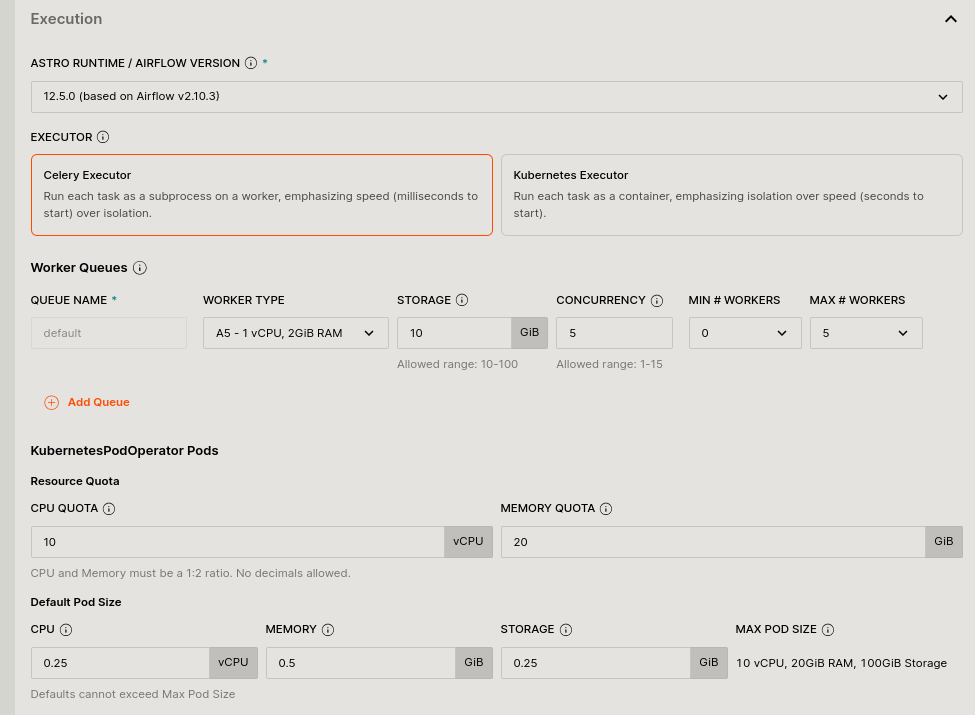 Execution
ASTRO RUNTIME / AIRFLOW VERSION *
12.5.0 (based on Airflow v2.10.3)
EXECUTOR
Celery Executor
Run each task as a subprocess on a worker, emphasizing speed (milliseconds to
start) over isolation.
Kubernetes Executor
Run each task as a container, emphasizing isolation over speed (seconds to
start).
Worker Queues
QUEUE NAME * WORKER TYPE STORAGE CONCURRENCY MIN # WORKERS MAX # WORKERS
default A5 - 1 vCPU, 2GiB RAM 10 GiB 5 0 5
Allowed range: 10-100 Allowed range: 1-15
Add Queue
KubernetesPodOperator Pods
Resource Quota
CPU QUOTA MEMORY QUOTA
10 vCPU 20 GiB
CPU and Memory must be a 1:2 ratio. No decimals allowed.
Default Pod Size
CPU MEMORY STORAGE MAX POD SIZE
0.25 vCPU 0.5 GiB 0.25 GiB 10 vCPU, 20GiB RAM, 100GiB Storage
Defaults cannot exceed Max Pod Size